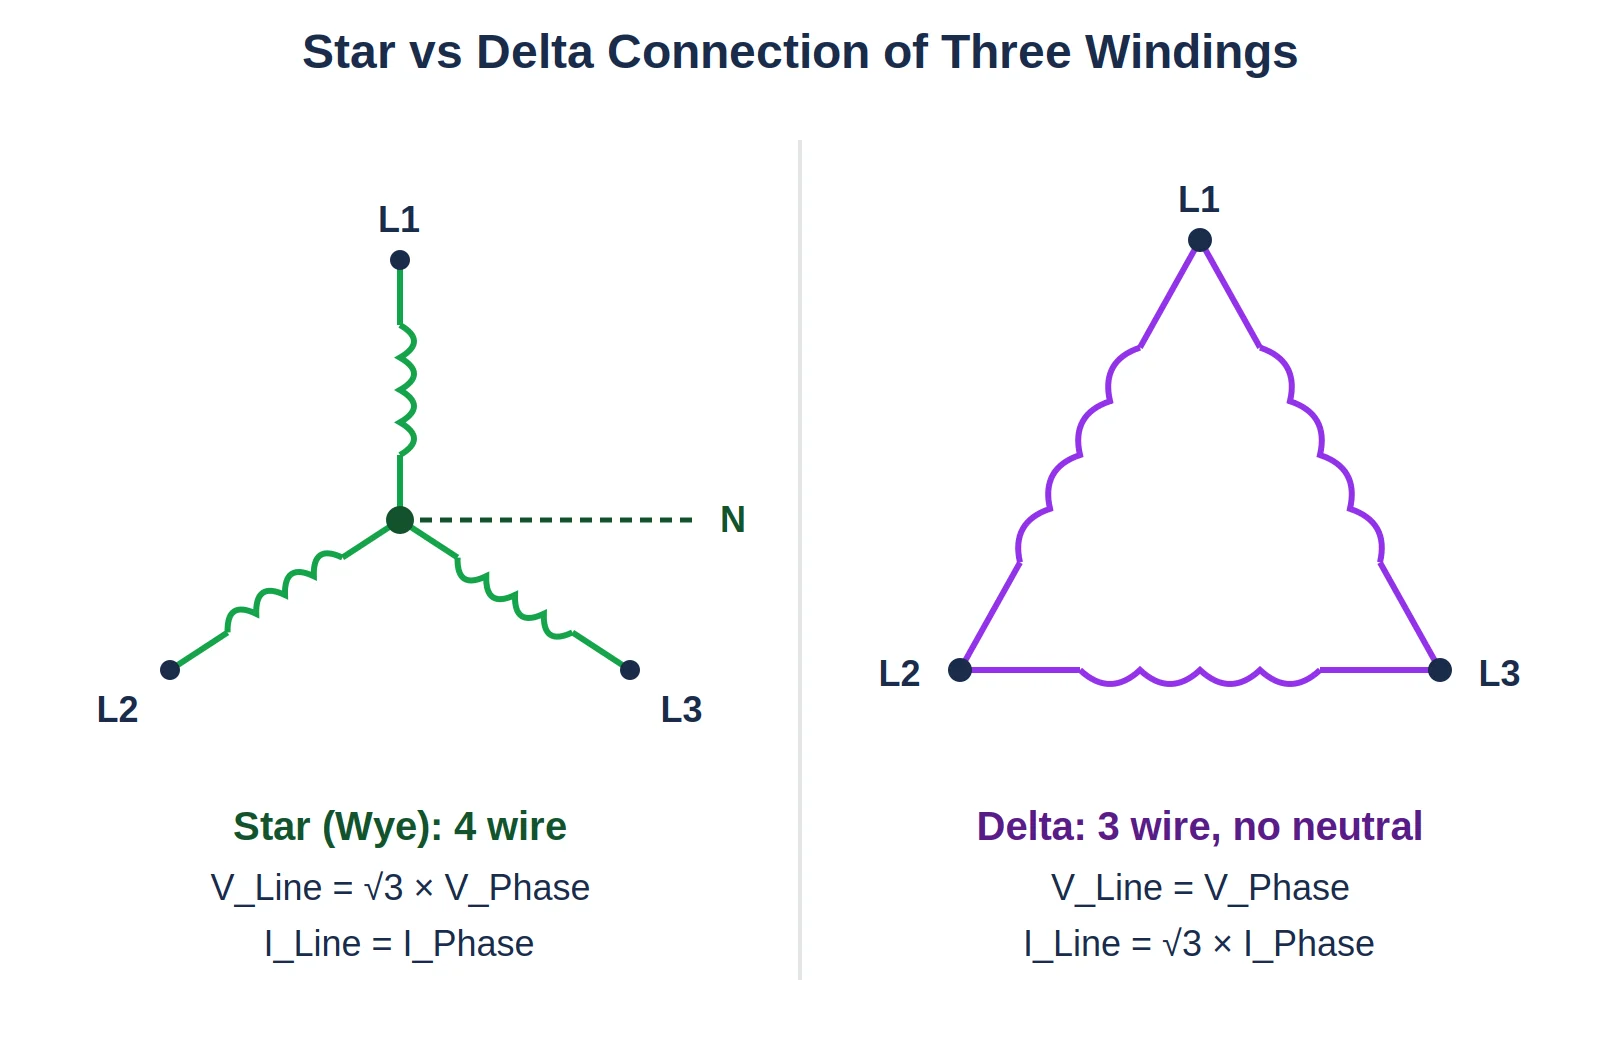 Star vs Delta Connection of Three Windings
L1
N
L2
L3
Star (Wye): 4 wire
V_Line = √3 × V_Phase
I_Line = I_Phase
L1
L2
L3
Delta: 3 wire, no neutral
V_Line = V_Phase
I_Line = √3 × I_Phase